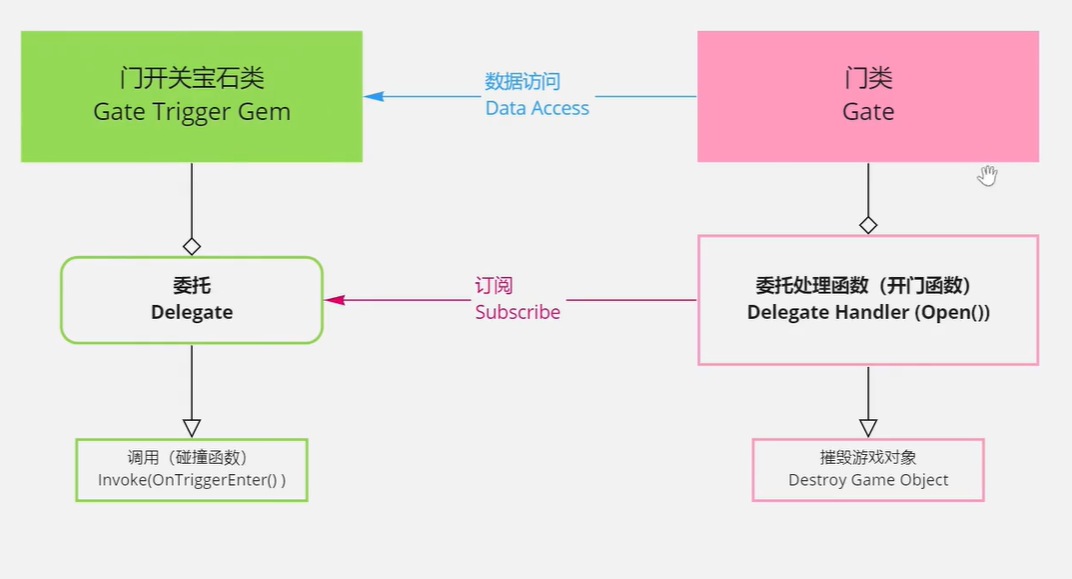 门开关宝石类
Gate Trigger Gem
数据访问
Data Access
门类
Gate
委托
Delegate
订阅
Subscribe
委托处理函数（开门函数）
Delegate Handler (Open())
调用（碰撞函数）
Invoke(OnTriggerEnter() )
摧毁游戏对象
Destroy Game Object